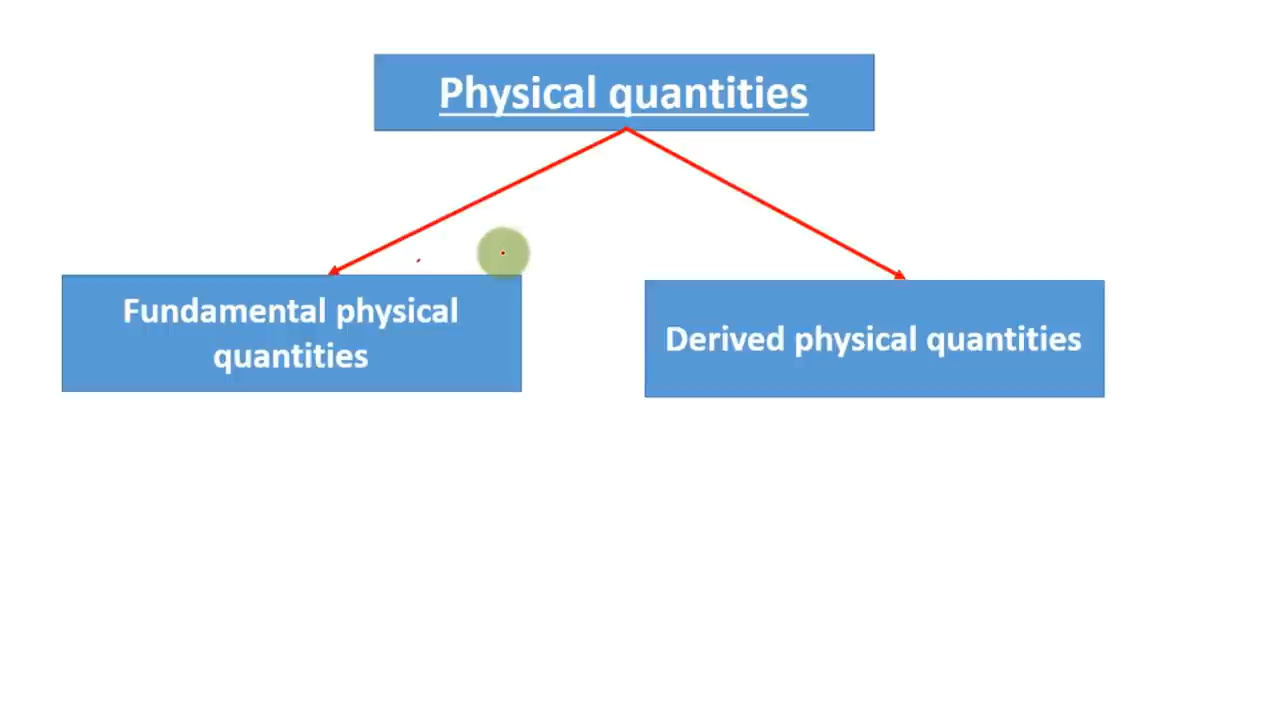 Physical quantities
Fundamental physical
quantities
Derived physical quantities